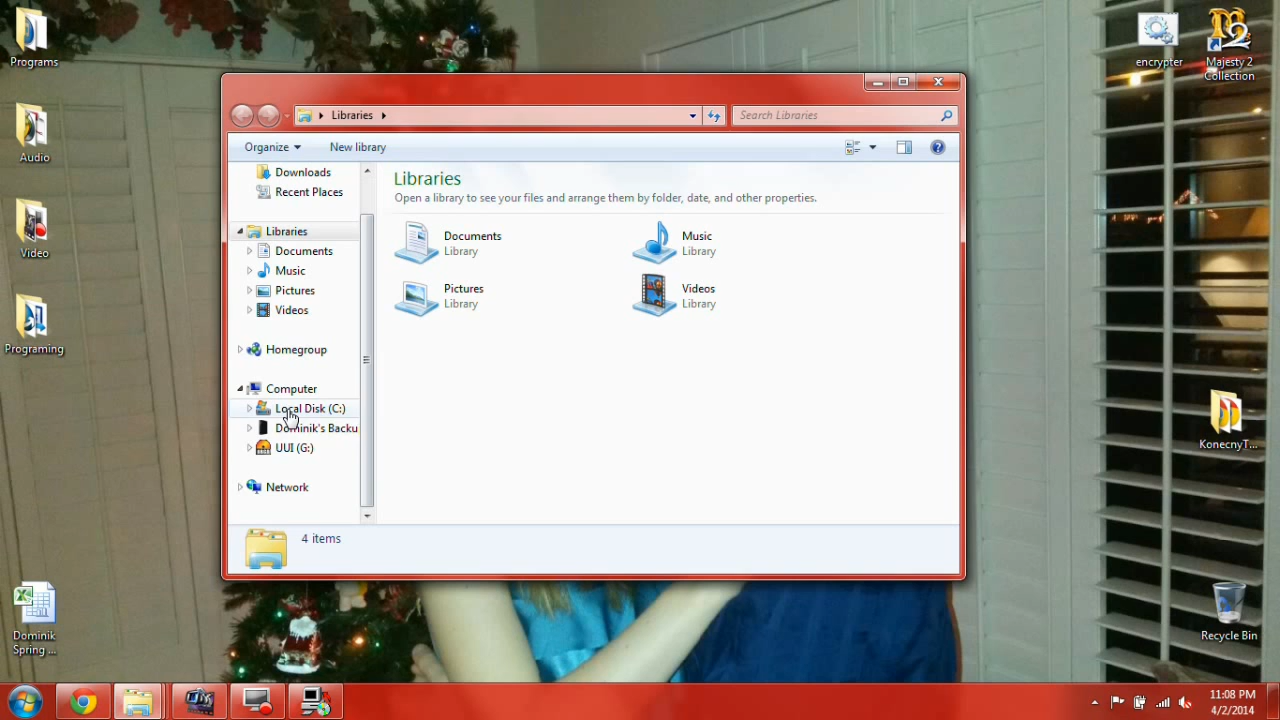 Programs
Audio
Video
Programing
Dominik
Spring ...
encrypter
Majesty 2
Collection
KonecnyT...
Recycle Bin
Libraries
Search Libraries
Organize
New library
Downloads
Recent Places
Libraries
Documents
Music
Pictures
Videos
Homegroup
Computer
Local Disk (C:)
Dominik's Backu
UUI (G:)
Network
Libraries
Open a library to see your files and arrange them by folder, date, and other properties.
Documents
Library
Music
Library
Pictures
Library
Videos
Library
4 items
11:08 PM
4/2/2014